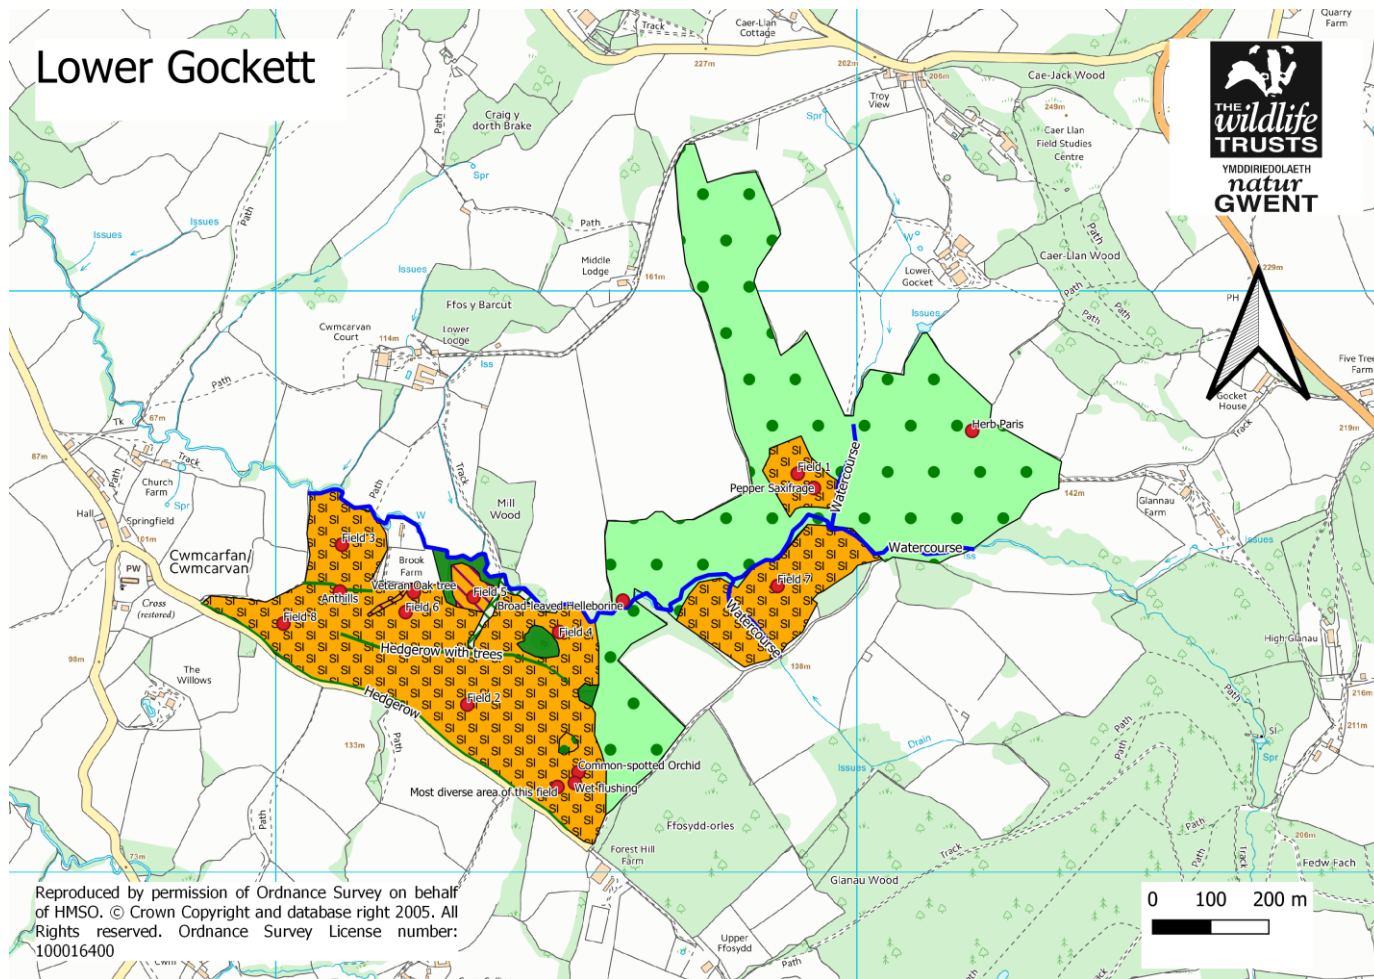 Lower Gockett
Track
Caer-Llan
Cottage
Quarry
Farm
227m
202m
206m
Cae-Jack Wood
Troy
View
249m
Caer Llan
Field Studies
Centre
THE
wildlife
TRUSTS
YMDDIRIEDOLAETH
natur
GWENT
Path
Craig y
dorth Brake
Spr
Spr
Path
Issues
Issues
Path
Middle
Lodge
161m
W
Lower
Gocket
Path
Caer-Llan Wood
Path
Path
229m
PH
Issues
Ffos y Barcut
Cwmcarvan
Court
114m
Lower
Lodge
Iss
Issues
Path
Five Tree
Farm
Gocket
House
Track
219m
Tk
67m
87m
Path
Track
Church
Farm
Spr
Hall
Springfield
101m
PW
Cwmcarfan/
Cwmcarvan
Cross
(restored)
98m
The
Willows
Path
Track
W
Mill
Wood
Brook
Farm
Herb Paris
Field 1
Pepper Saxifrage
Watercourse
142m
Glannau
Farm
Watercourse
Iss
Issues
Field 3
Anthills
Veteran Oak tree
Field 5
Broad-leaved Helleborine
Field 6
Field 8
Field 4
Field 7
Watercourse
138m
Hedgerow with trees
Hedgerow
Field 2
High Glanau
Path
216m
211m
133m
Path
Path
Drain
Issues
Path
Path
SI
Spr
Common-spotted Orchid
Wet flushing
Most diverse area of this field
Ffosydd-orles
Forest Hill
Farm
Track
Path
Path
Track
206m
Fedw Fach
Glanau Wood
73m
Upper
Ffosydd
Path
Track
0 100 200 m
Reproduced by permission of Ordnance Survey on behalf
of HMSO. © Crown Copyright and database right 2005. All
Rights reserved. Ordnance Survey License number:
100016400